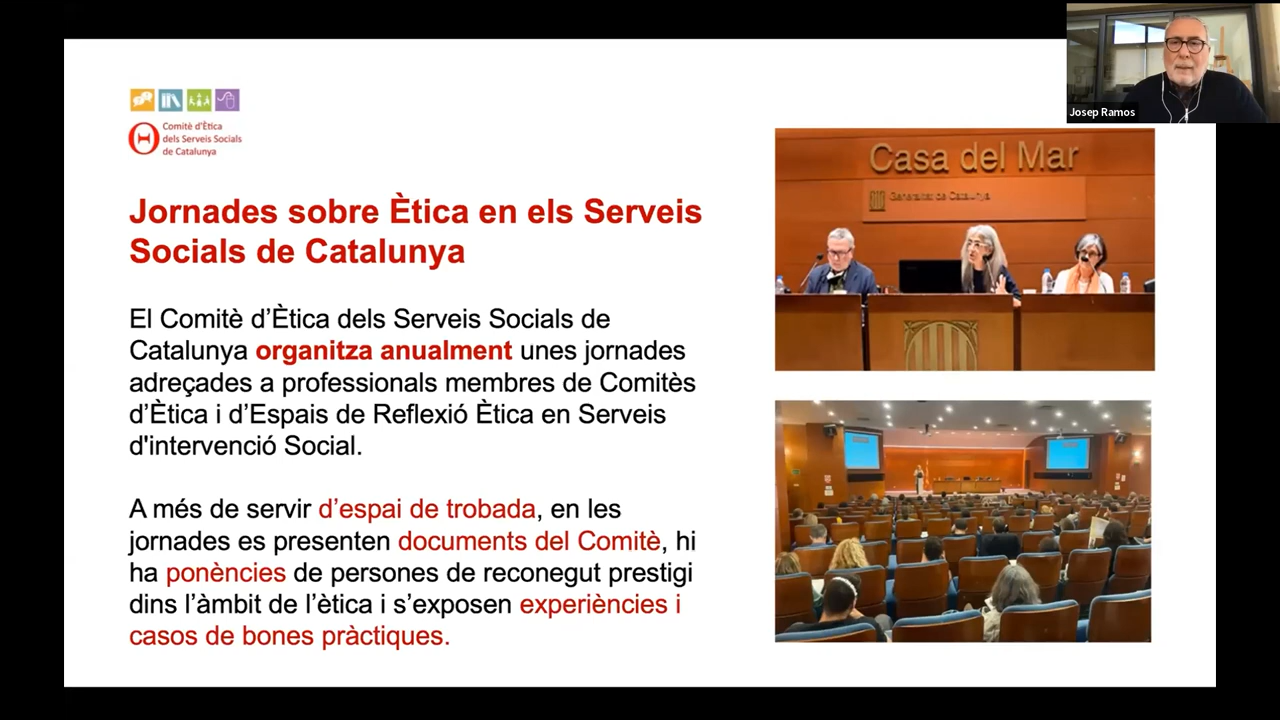 Josep Ramos
Comitè d'Ètica
dels Serveis Socials
de Catalunya
Jornades sobre Ètica en els Serveis
Socials de Catalunya
El Comitè d’Ètica dels Serveis Socials de
Catalunya organitza anualment unes jornades
adreçades a professionals membres de Comitès
d’Ètica i d’Espais de Reflexió Ètica en Serveis
d'intervenció Social.
A més de servir d’espai de trobada, en les
jornades es presenten documents del Comitè, hi
ha ponències de persones de reconegut prestigi
dins l’àmbit de l’ètica i s’exposen experiències i
casos de bones pràctiques.
Casa del Mar
Generalitat de Catalunya